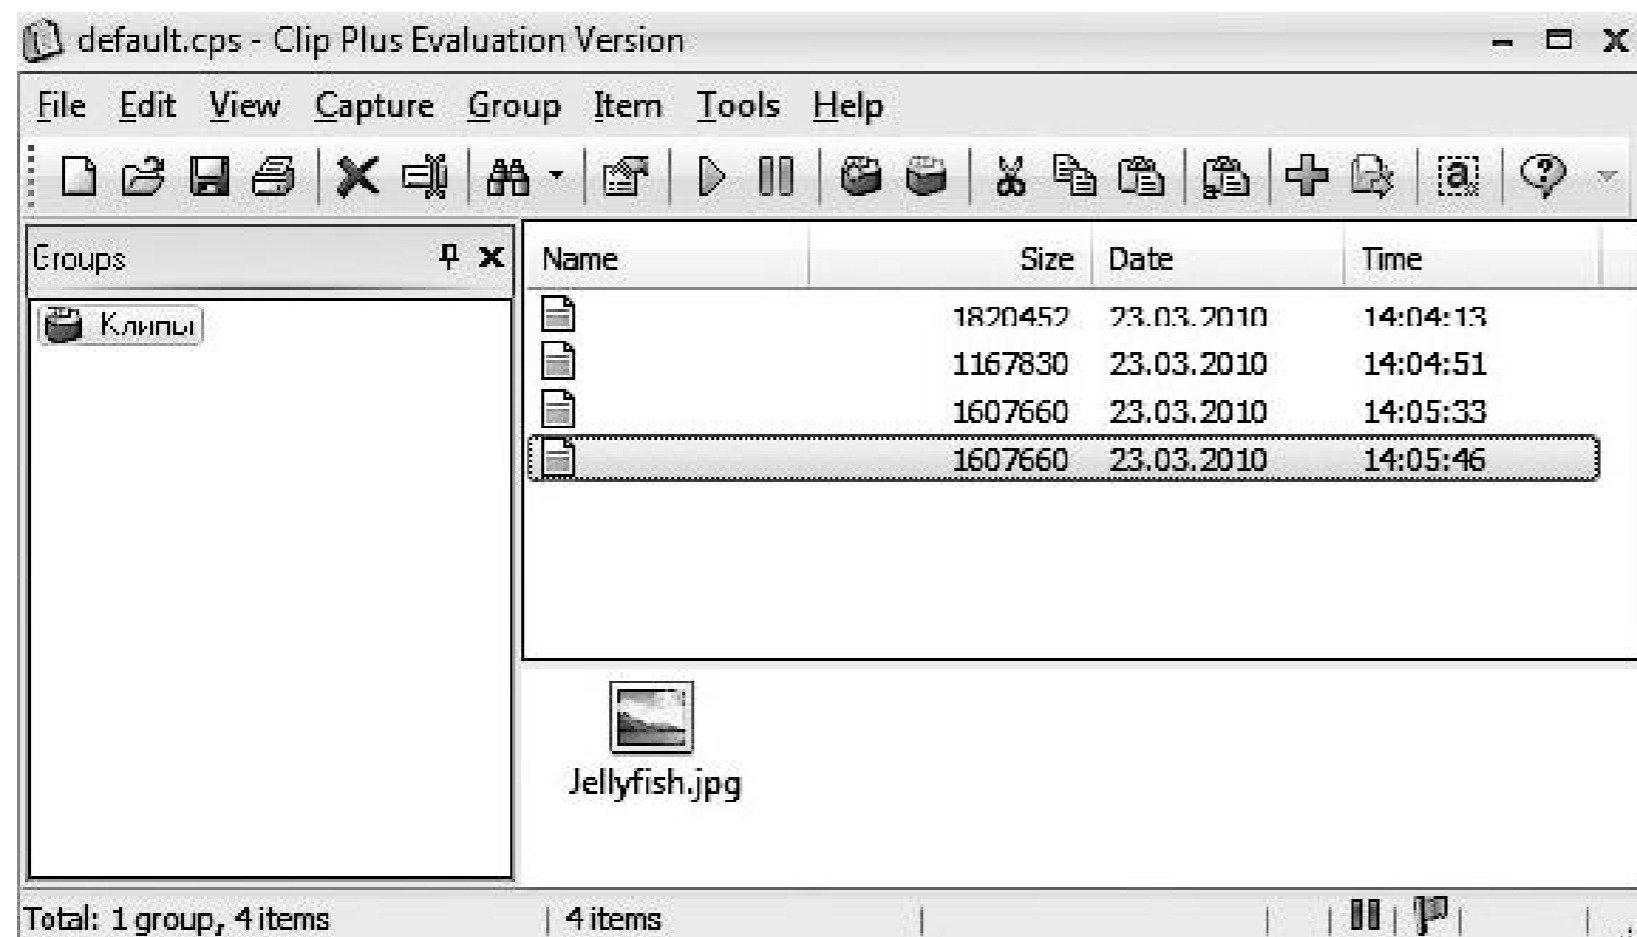 default.cps - Clip Plus Evaluation Version
File Edit View Capture Group Item Tools Help
a
Groups
Name Size Date Time
Клипы
1820452 23.03.2010 14:04:13
1167830 23.03.2010 14:04:51
1607660 23.03.2010 14:05:33
1607660 23.03.2010 14:05:46
Jellyfish.jpg
Total: 1 group, 4 items 4 items